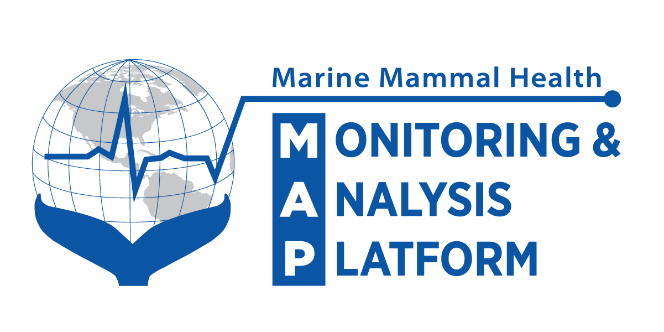 Marine Mammal Health
MONITORING &
ANALYSIS
PLATFORM